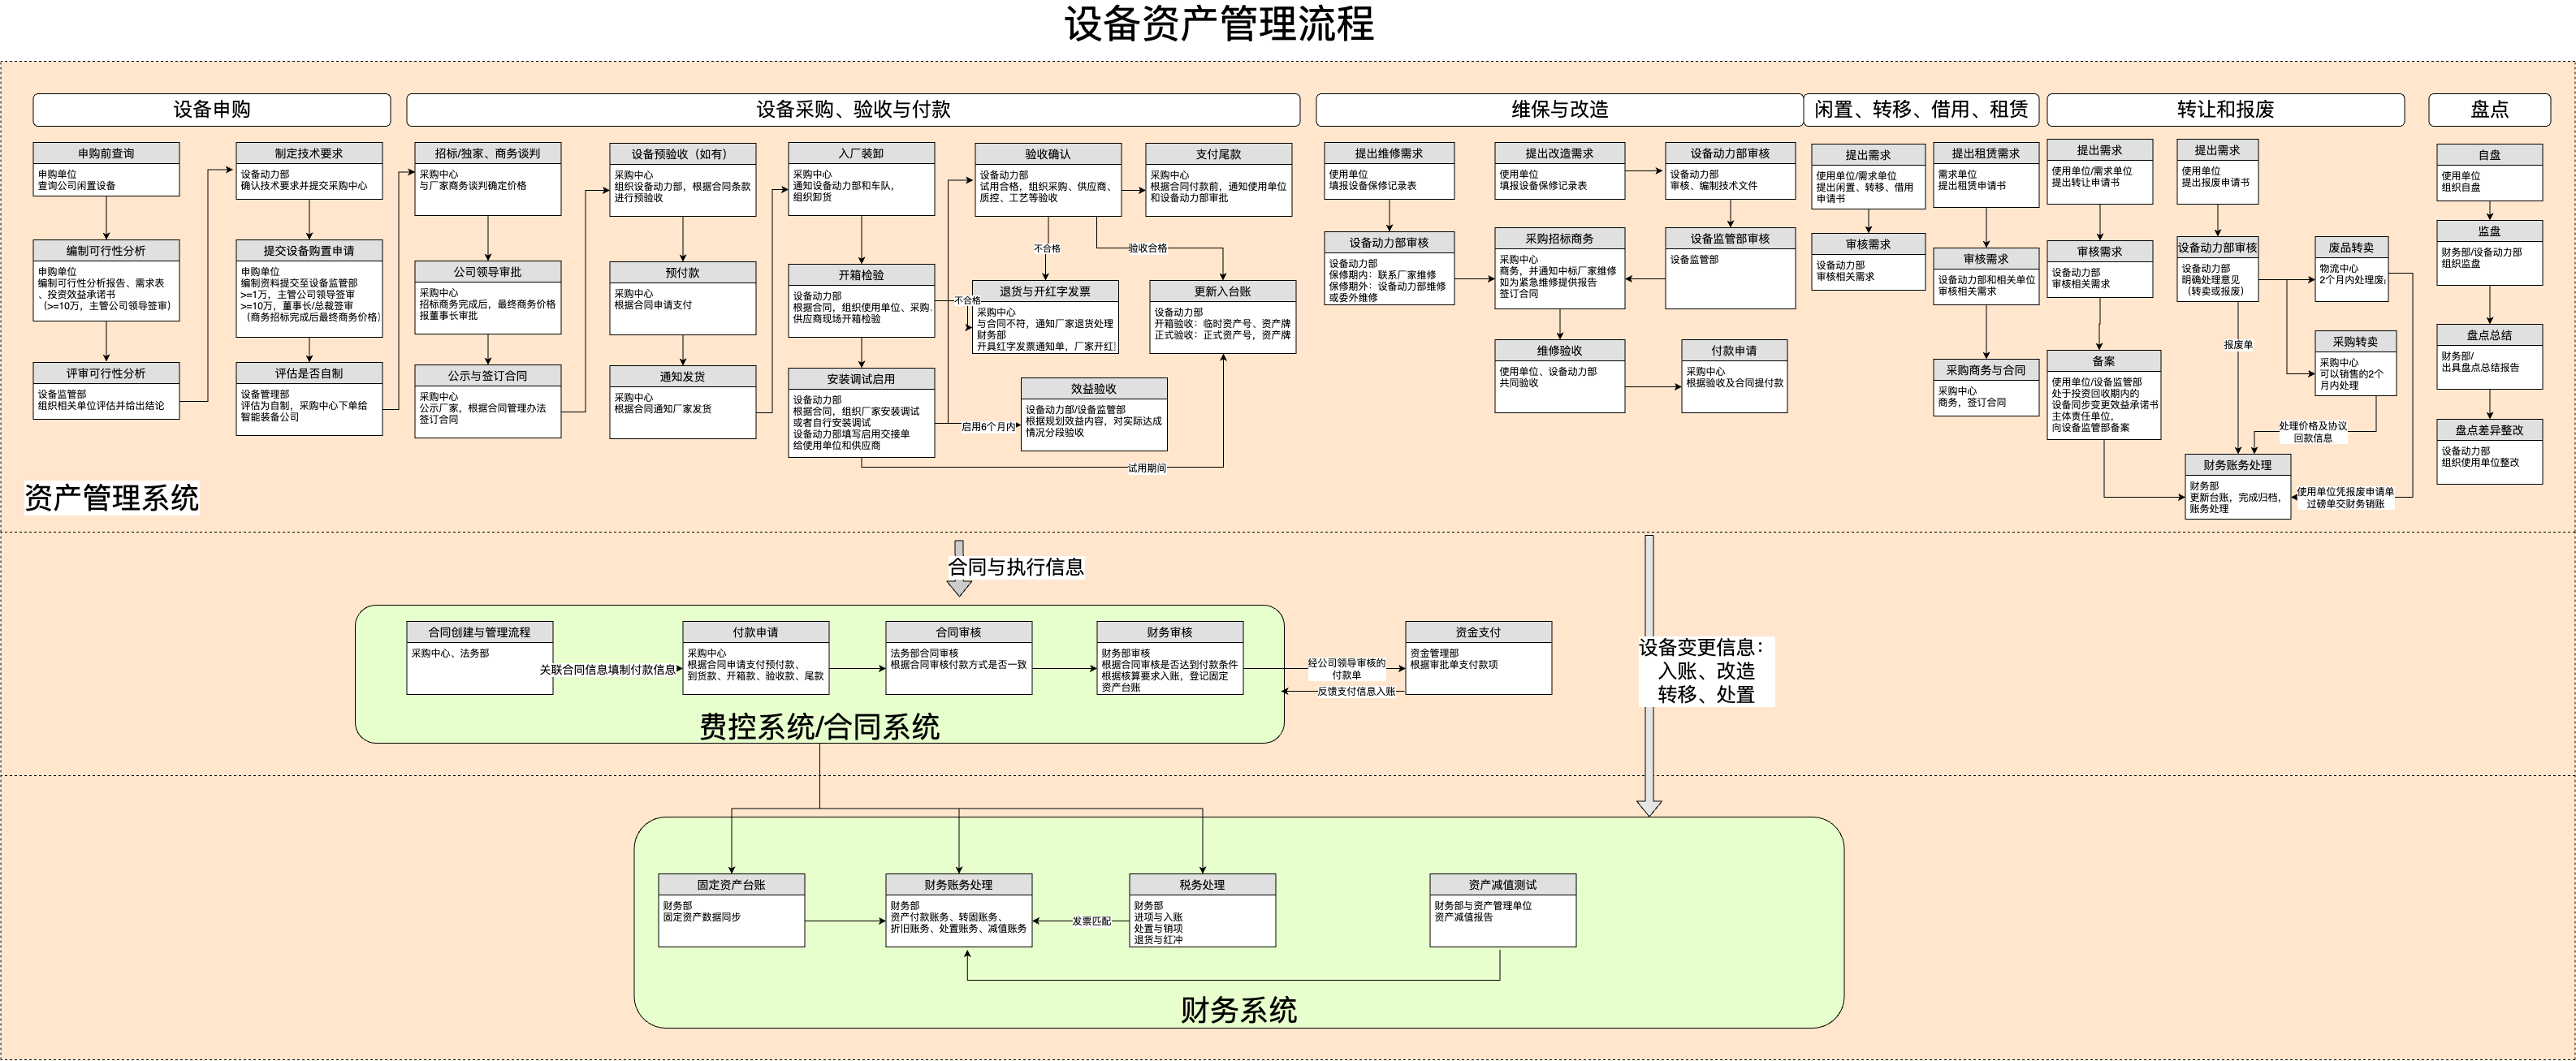 设备资产管理流程
设备申购
申购前查询
申购单位
查询公司闲置设备
编制可行性分析
申购单位
编制可行性分析报告、需求表
、投资效益承诺书
（>=10万，主管公司领导签审）
评审可行性分析
设备监管部
组织相关单位评估并给出结论
制定技术要求
设备动力部
确认技术要求并提交采购中心
提交设备购置申请
申购单位
编制资料提交至设备监管部
>=1万，主管公司领导签审
>=10万，董事长/总裁签审
（商务招标完成后最终商务价格）
评估是否自制
设备管理部
评估为自制，采购中心下单给
智能装备公司
设备采购、验收与付款
招标/独家、商务谈判
采购中心
与厂家商务谈判确定价格
公司领导审批
采购中心
招标商务完成后，最终商务价格
报董事长审批
公示与签订合同
采购中心
公示厂家，根据合同管理办法
签订合同
设备预验收（如有）
采购中心
组织设备动力部，根据合同条款
进行预验收
预付款
采购中心
根据合同申请支付
通知发货
采购中心
根据合同通知厂家发货
入厂装卸
采购中心
通知设备动力部和车队，
组织卸货
开箱检验
设备动力部
根据合同，组织使用单位、采购、
供应商现场开箱检验
安装调试启用
设备动力部
根据合同，组织厂家安装调试
或者自行安装调试
设备动力部填写启用交接单
给使用单位和供应商
不合格
启用6个月内
试用期间
验收确认
设备动力部
试用合格，组织采购、供应商、
质控、工艺等验收
不合格
验收合格
退货与开红字发票
采购中心
与合同不符，通知厂家退货处理
财务部
开具红字发票通知单，厂家开红
效益验收
设备动力部/设备监管部
根据规划效益内容，对实际达成
情况分段验收
支付尾款
采购中心
根据合同付款前，通知使用单位
和设备动力部审批
更新入台账
设备动力部
开箱验收：临时资产号、资产牌
正式验收：正式资产号，资产牌
维保与改造
提出维修需求
使用单位
填报设备保修记录表
设备动力部审核
设备动力部
保修期内：联系厂家维修
保修期外：设备动力部维修
或委外维修
提出改造需求
使用单位
填报设备保修记录表
采购招标商务
采购中心
商务，并通知中标厂家维修
如为紧急维修提供报告
签订合同
维修验收
使用单位、设备动力部
共同验收
设备动力部审核
设备动力部
审核、编制技术文件
设备监管部审核
设备监管部
付款申请
采购中心
根据验收及合同提付款
闲置、转移、借用、租赁
提出需求
使用单位/需求单位
提出闲置、转移、借用
申请书
审核需求
设备动力部
审核相关需求
提出租赁需求
需求单位
提出租赁申请书
审核需求
设备动力部和相关单位
审核相关需求
采购商务与合同
采购中心
商务，签订合同
转让和报废
提出需求
使用单位/需求单位
提出转让申请书
审核需求
设备动力部
审核相关需求
备案
使用单位/设备监管部
处于投资回收期内的
设备同步变更效益承诺书
主体责任单位，
向设备监管部备案
提出需求
使用单位
提出报废申请书
设备动力部审核
设备动力部
明确处理意见
（转卖或报废）
报废单
废品转卖
物流中心
2个月内处理废
采购转卖
采购中心
可以销售的2个
月内处理
处理价格及协议
回款信息
财务账务处理
财务部
更新台账，完成归档，
账务处理
使用单位凭报废申请单
过磅单交财务销账
盘点
自盘
使用单位
组织自盘
监盘
财务部/设备动力部
组织监盘
盘点总结
财务部/
出具盘点总结报告
盘点差异整改
设备动力部
组织使用单位整改
资产管理系统
合同与执行信息
合同创建与管理流程
采购中心、法务部
关联合同信息填制付款信息
付款申请
采购中心
根据合同申请支付预付款、
到货款、开箱款、验收款、尾款
合同审核
法务部合同审核
根据合同审核付款方式是否一致
财务审核
财务部审核
根据合同审核是否达到付款条件
根据核算要求入账，登记固定
资产台账
经公司领导审核的
付款单
反馈支付信息入账
资金支付
资金管理部
根据审批单支付款项
设备变更信息：
入账、改造
转移、处置
费控系统/合同系统
固定资产台账
财务部
固定资产数据同步
财务账务处理
财务部
资产付款账务、转固账务、
折旧账务、处置账务、减值账务
发票匹配
税务处理
财务部
进项与入账
处置与销项
退货与红冲
资产减值测试
财务部与资产管理单位
资产减值报告
财务系统